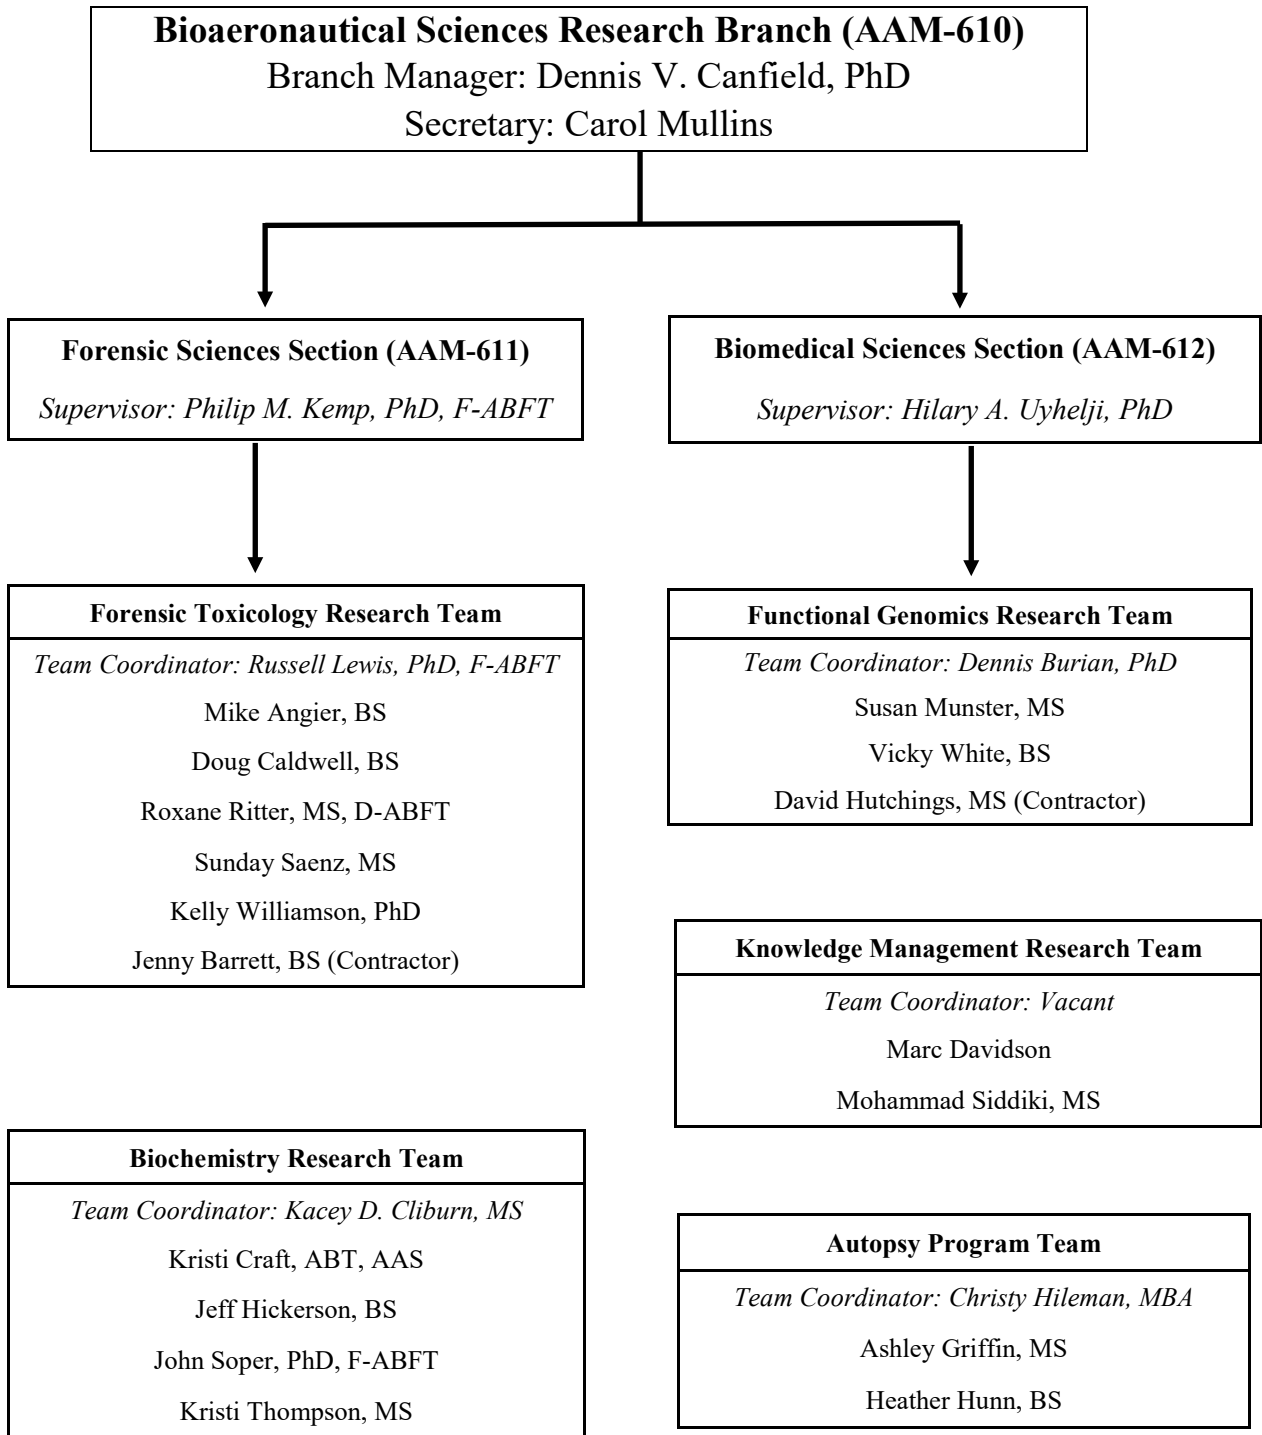 Bioaeronautical Sciences Research Branch (AAM-610)
Branch Manager: Dennis V. Canfield, PhD
Secretary: Carol Mullins
Forensic Sciences Section (AAM-611)
Supervisor: Philip M. Kemp, PhD, F-ABFT
Biomedical Sciences Section (AAM-612)
Supervisor: Hilary A. Uyhelji, PhD
Forensic Toxicology Research Team
Team Coordinator: Russell Lewis, PhD, F-ABFT
Mike Angier, BS
Doug Caldwell, BS
Roxane Ritter, MS, D-ABFT
Sunday Saenz, MS
Kelly Williamson, PhD
Jenny Barrett, BS (Contractor)
Functional Genomics Research Team
Team Coordinator: Dennis Burian, PhD
Susan Munster, MS
Vicky White, BS
David Hutchings, MS (Contractor)
Knowledge Management Research Team
Team Coordinator: Vacant
Marc Davidson
Mohammad Siddiki, MS
Biochemistry Research Team
Team Coordinator: Kacey D. Cliburn, MS
Kristi Craft, ABT, AAS
Jeff Hickerson, BS
John Soper, PhD, F-ABFT
Kristi Thompson, MS
Autopsy Program Team
Team Coordinator: Christy Hileman, MBA
Ashley Griffin, MS
Heather Hunn, BS